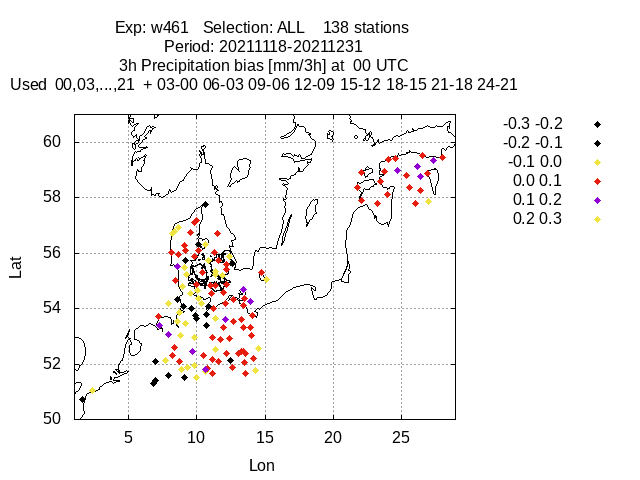 Exp: w461 Selection: ALL 138 stations
Period: 20211118-20211231
3h Precipitation bias [mm/3h] at 00 UTC
Used 00,03,...,21 + 03-00 06-03 09-06 12-09 15-12 18-15 21-18 24-21
-0.3 -0.2
-0.2 -0.1
-0.1 0.0
0.0 0.1
0.1 0.2
0.2 0.3
Lat
60
58
56
54
52
50
5 10 15 20 25
Lon